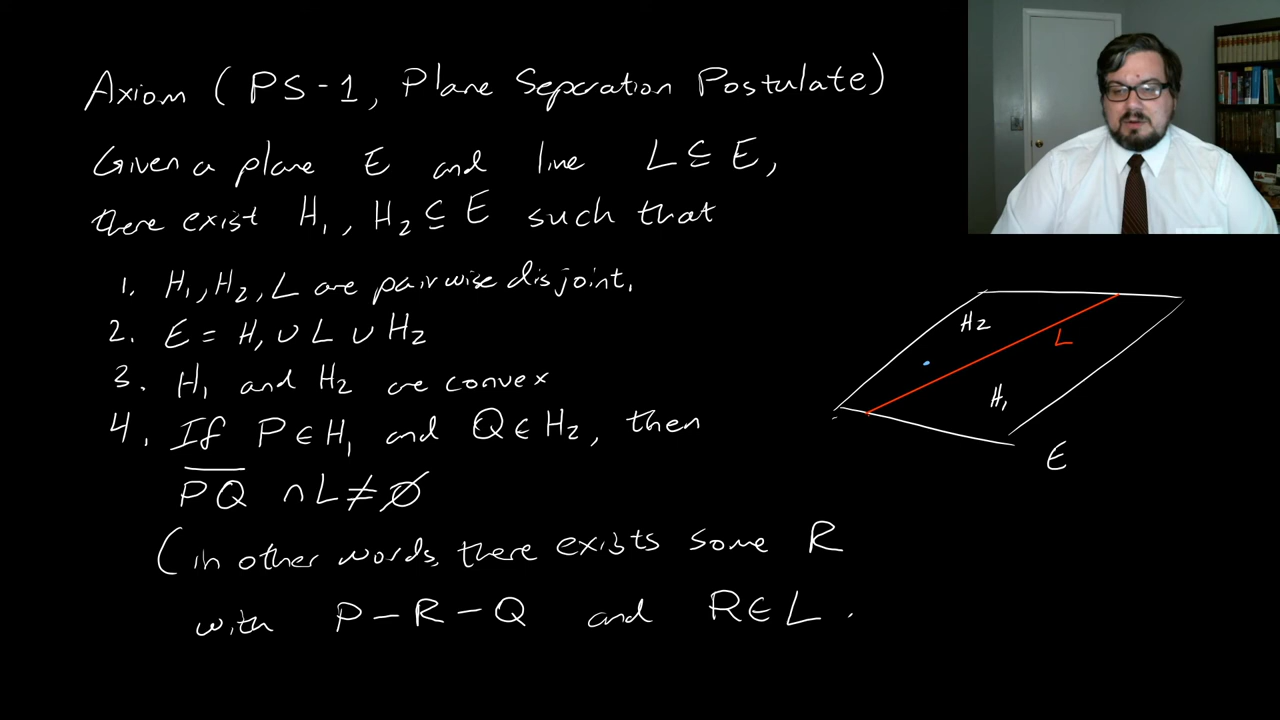 Axiom (PS-1, Plane Seperation Postulate)
Given a plane E and line L ⊆ E,
there exist H₁, H₂ ⊆ E such that
1. H₁, H₂, L are pairwise disjoint,
2. E = H₁ ∪ L ∪ H₂
3. H₁ and H₂ are convex
4. If P ∈ H₁ and Q ∈ H₂, then
P̅Q̅ ∩ L ≠ ∅
(in other words, there exists some R
with P – R – Q and R ∈ L.
H₂
L
H₁
E